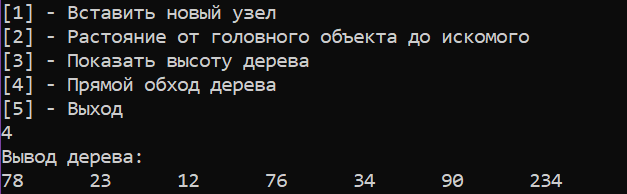 [1] - Вставить новый узел
[2] - Растояние от головного объекта до искомого
[3] - Показать высоту дерева
[4] - Прямой обход дерева
[5] - Выход
4
Вывод дерева:
78 23 12 76 34 90 234